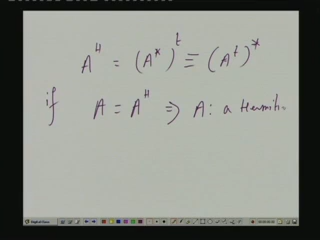 A^H = (A*)^t ≡ (A^t)*
if A = A^H ⇒ A : a Hermiti